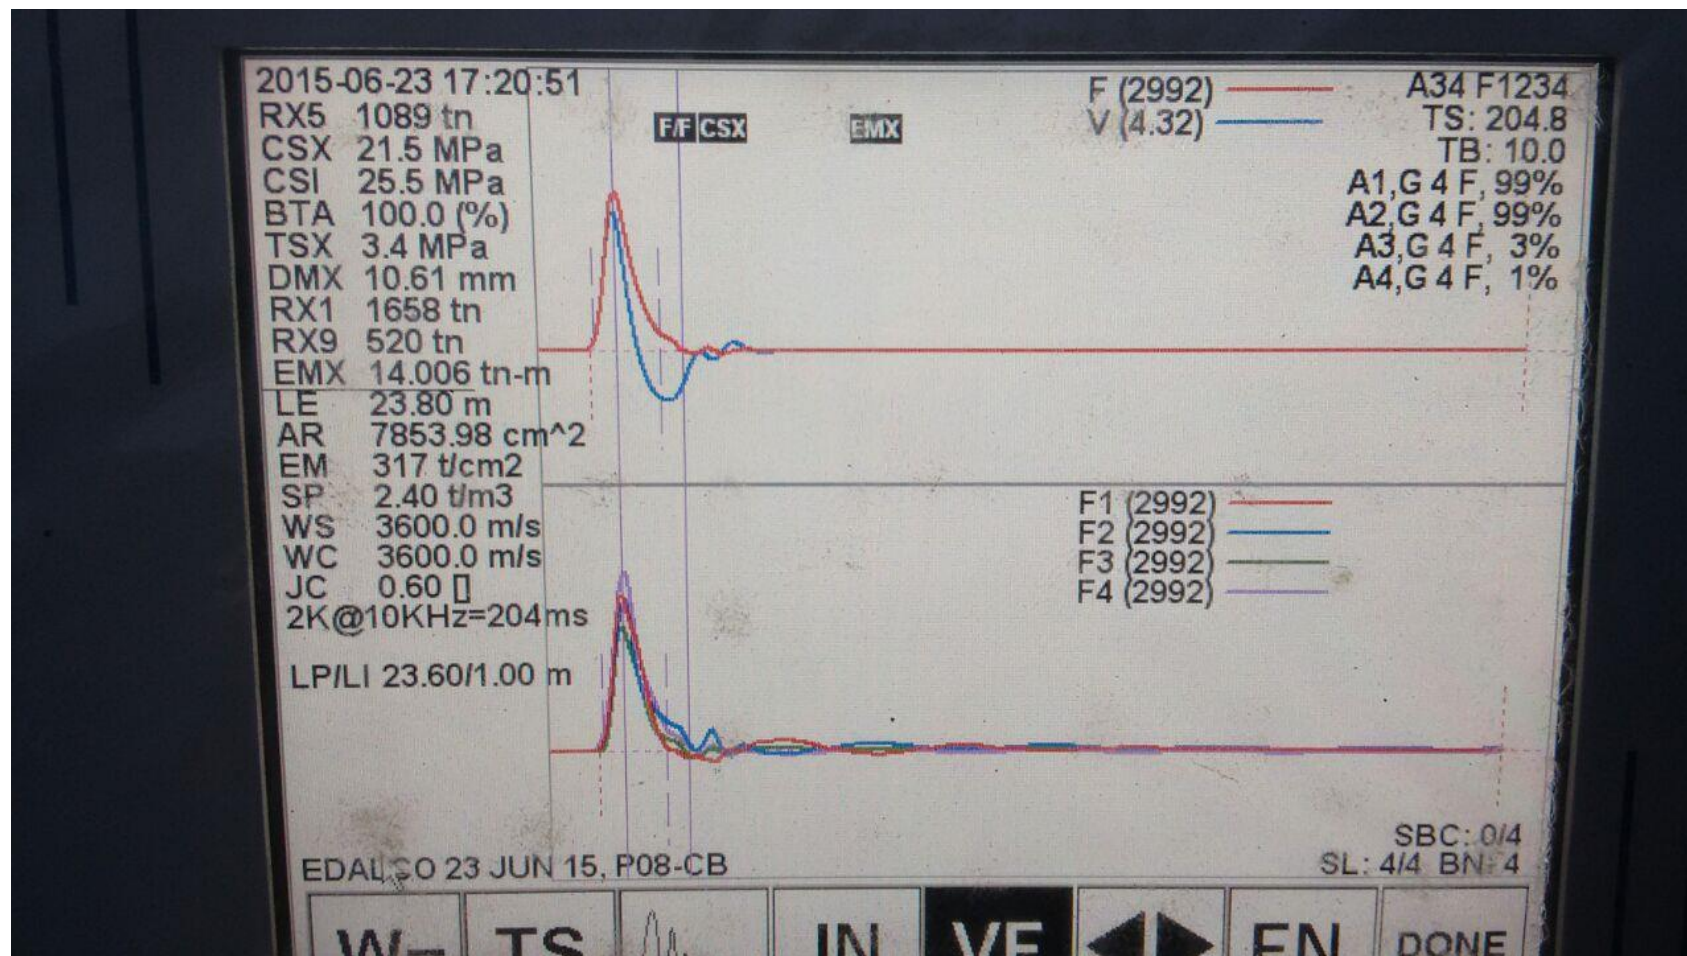 2015-06-23 17:20:51
RX5 1089 tn
CSX 21.5 MPa
CSI 25.5 MPa
BTA 100.0 (%)
TSX 3.4 MPa
DMX 10.61 mm
RX1 1658 tn
RX9 520 tn
EMX 14.006 tn-m
LE 23.80 m
AR 7853.98 cm^2
EM 317 t/cm2
SP 2.40 t/m3
WS 3600.0 m/s
WC 3600.0 m/s
JC 0.60 []
2K@10KHz=204ms
LP/LI 23.60/1.00 m
F/F CSX EMX
F (2992)
V (4.32)
A34 F1234
TS: 204.8
TB: 10.0
A1,G 4 F, 99%
A2,G 4 F, 99%
A3,G 4 F, 3%
A4,G 4 F, 1%
F1 (2992)
F2 (2992)
F3 (2992)
F4 (2992)
SBC: 0/4
SL: 4/4 BN: 4
23 JUN 15, P08-CB
TS IN VE EN DONE